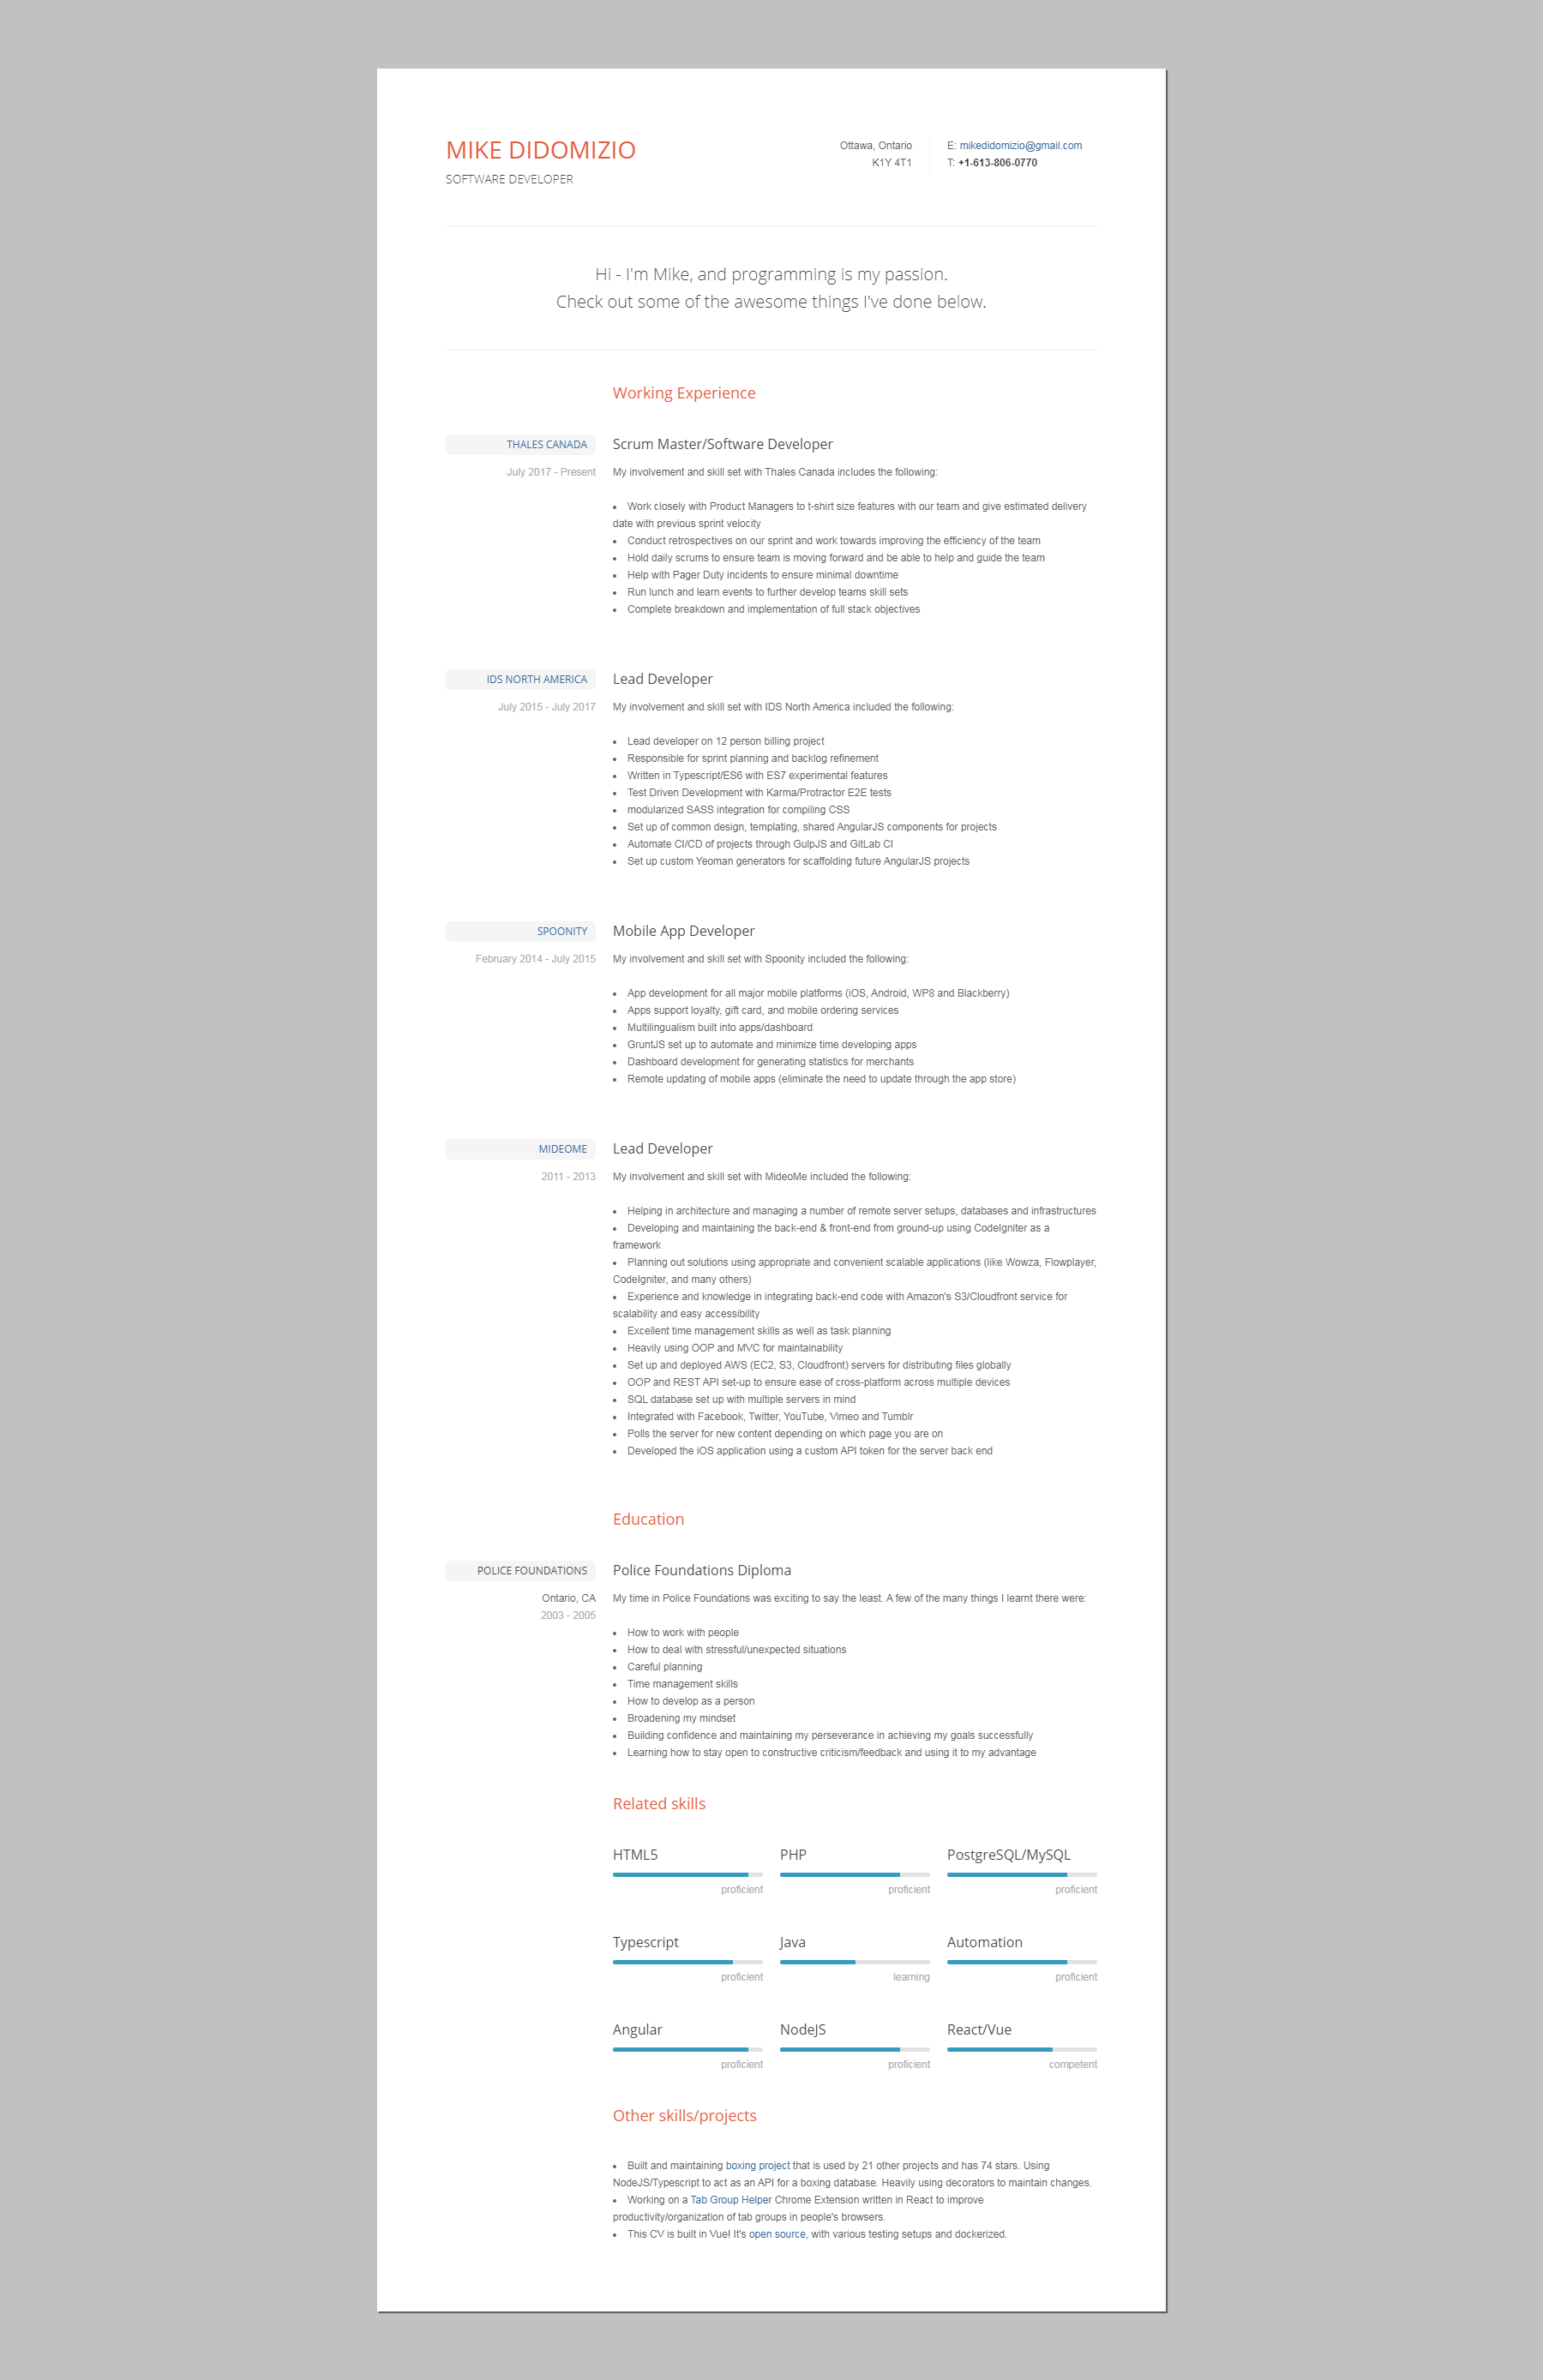 MIKE DIDOMIZIO
SOFTWARE DEVELOPER
Ottawa, Ontario
K1Y 4T1
E: mikedidomizio@gmail.com
T: +1-613-806-0770
Hi - I'm Mike, and programming is my passion.
Check out some of the awesome things I've done below.
Working Experience
THALES CANADA
July 2017 - Present
Scrum Master/Software Developer
My involvement and skill set with Thales Canada includes the following:
• Work closely with Product Managers to t-shirt size features with our team and give estimated delivery
date with previous sprint velocity
• Conduct retrospectives on our sprint and work towards improving the efficiency of the team
• Hold daily scrums to ensure team is moving forward and be able to help and guide the team
• Help with Pager Duty incidents to ensure minimal downtime
• Run lunch and learn events to further develop teams skill sets
• Complete breakdown and implementation of full stack objectives
IDS NORTH AMERICA
July 2015 - July 2017
Lead Developer
My involvement and skill set with IDS North America included the following:
• Lead developer on 12 person billing project
• Responsible for sprint planning and backlog refinement
• Written in Typescript/ES6 with ES7 experimental features
• Test Driven Development with Karma/Protractor E2E tests
• modularized SASS integration for compiling CSS
• Set up of common design, templating, shared AngularJS components for projects
• Automate CI/CD of projects through GulpJS and GitLab CI
• Set up custom Yeoman generators for scaffolding future AngularJS projects
SPOONITY
February 2014 - July 2015
Mobile App Developer
My involvement and skill set with Spoonity included the following:
• App development for all major mobile platforms (iOS, Android, WP8 and Blackberry)
• Apps support loyalty, gift card, and mobile ordering services
• Multilingualism built into apps/dashboard
• GruntJS set up to automate and minimize time developing apps
• Dashboard development for generating statistics for merchants
• Remote updating of mobile apps (eliminate the need to update through the app store)
MIDEOME
2011 - 2013
Lead Developer
My involvement and skill set with MideoMe included the following:
• Helping in architecture and managing a number of remote server setups, databases and infrastructures
• Developing and maintaining the back-end & front-end from ground-up using CodeIgniter as a
framework
• Planning out solutions using appropriate and convenient scalable applications (like Wowza, Flowplayer,
CodeIgniter, and many others)
• Experience and knowledge in integrating back-end code with Amazon's S3/Cloudfront service for
scalability and easy accessibility
• Excellent time management skills as well as task planning
• Heavily using OOP and MVC for maintainability
• Set up and deployed AWS (EC2, S3, Cloudfront) servers for distributing files globally
• OOP and REST API set-up to ensure ease of cross-platform across multiple devices
• SQL database set up with multiple servers in mind
• Integrated with Facebook, Twitter, YouTube, Vimeo and Tumblr
• Polls the server for new content depending on which page you are on
• Developed the iOS application using a custom API token for the server back end
Education
POLICE FOUNDATIONS
Ontario, CA
2003 - 2005
Police Foundations Diploma
My time in Police Foundations was exciting to say the least. A few of the many things I learnt there were:
• How to work with people
• How to deal with stressful/unexpected situations
• Careful planning
• Time management skills
• How to develop as a person
• Broadening my mindset
• Building confidence and maintaining my perseverance in achieving my goals successfully
• Learning how to stay open to constructive criticism/feedback and using it to my advantage
Related skills
HTML5
proficient
PHP
proficient
PostgreSQL/MySQL
proficient
Typescript
proficient
Java
learning
Automation
proficient
Angular
proficient
NodeJS
proficient
React/Vue
competent
Other skills/projects
• Built and maintaining boxing project that is used by 21 other projects and has 74 stars. Using
NodeJS/Typescript to act as an API for a boxing database. Heavily using decorators to maintain changes.
• Working on a Tab Group Helper Chrome Extension written in React to improve
productivity/organization of tab groups in people's browsers.
• This CV is built in Vue! It's open source, with various testing setups and dockerized.